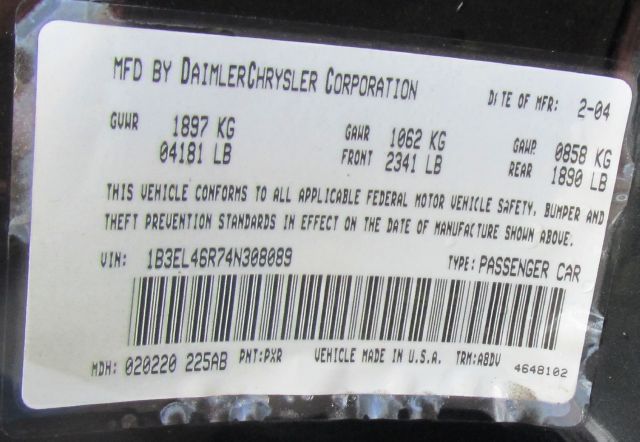 MFD BY DAIMLERCHRYSLER CORPORATION DATE OF MFR: 2-04
GVWR 1897 KG GAWR 1062 KG GAWR 0858 KG
04181 LB FRONT 2341 LB REAR 1890 LB
THIS VEHICLE CONFORMS TO ALL APPLICABLE FEDERAL MOTOR VEHICLE SAFETY, BUMPER AND
THEFT PREVENTION STANDARDS IN EFFECT ON THE DATE OF MANUFACTURE SHOWN ABOVE.
VIN: 1B3EL46R74N308089 TYPE: PASSENGER CAR
MDH: 020220 225AB PNT:PXR VEHICLE MADE IN U.S.A. TRM:A8DV 4648102